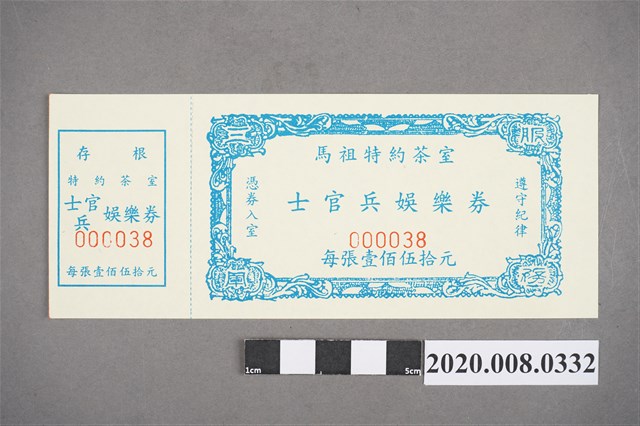 存根
特約茶室
士官兵娛樂券
000038
每張壹佰伍拾元
馬祖特約茶室
憑券入室
士官兵娛樂券
遵守紀律
000038
每張壹佰伍拾元
服
務
三
軍
1cm
5cm
2020.008.0332